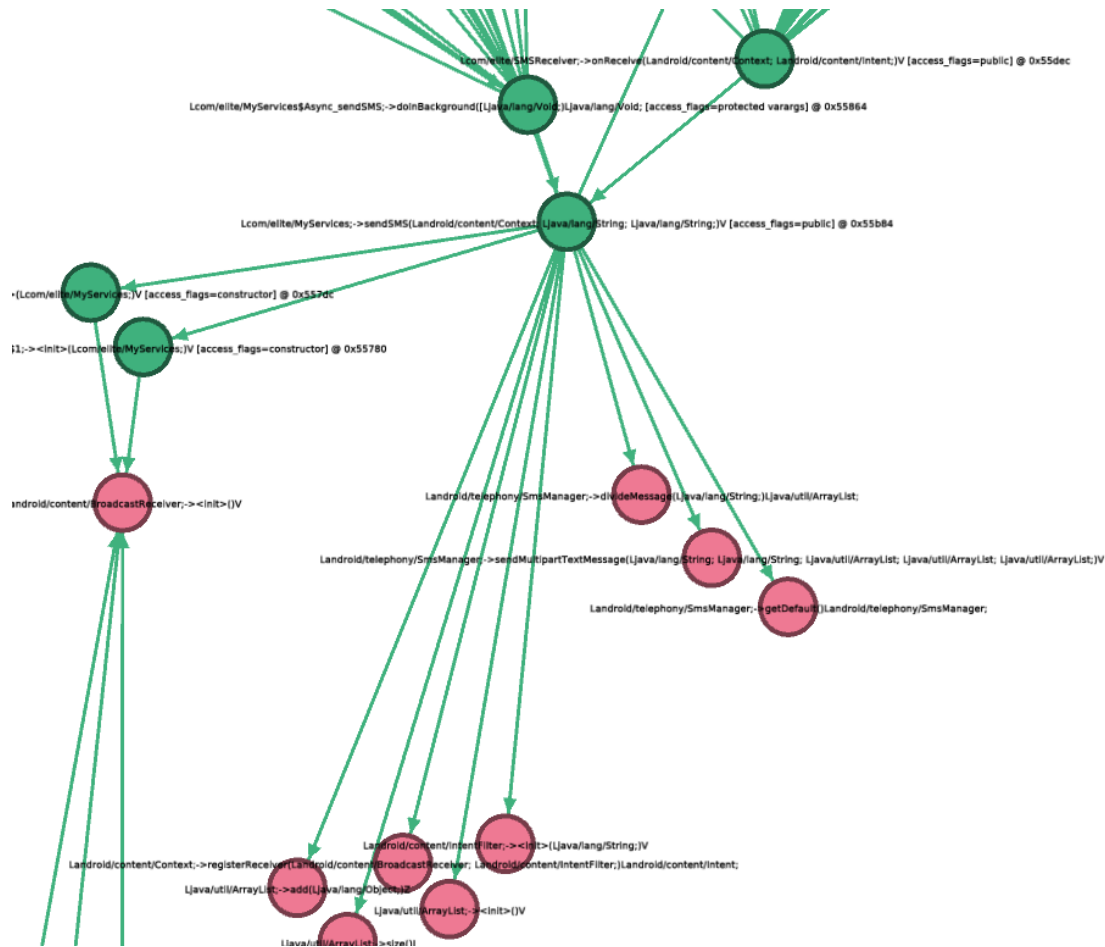 Lcom/elite/SMSReceiver;->onReceive(Landroid/content/Context; Landroid/content/Intent;)V [access_flags=public] @ 0x55dec
Lcom/elite/MyServices$Async_sendSMS;->doInBackground([Ljava/lang/Void;)Ljava/lang/Void; [access_flags=protected varargs] @ 0x55864
Lcom/elite/MyServices;->sendSMS(Landroid/content/Context; Ljava/lang/String; Ljava/lang/String;)V [access_flags=public] @ 0x55b84
>(Lcom/elite/MyServices;)V [access_flags=constructor] @ 0x557dc
$1;-><init>(Lcom/elite/MyServices;)V [access_flags=constructor] @ 0x55780
Landroid/telephony/SmsManager;->divideMessage(Ljava/lang/String;)Ljava/util/ArrayList;
android/content/BroadcastReceiver;-><init>()V
Landroid/telephony/SmsManager;->sendMultipartTextMessage(Ljava/lang/String; Ljava/lang/String; Ljava/util/ArrayList; Ljava/util/ArrayList; Ljava/util/ArrayList;)V
Landroid/telephony/SmsManager;->getDefault()Landroid/telephony/SmsManager;
Landroid/content/IntentFilter;-><init>(Ljava/lang/String;)V
Landroid/content/Context;->registerReceiver(Landroid/content/BroadcastReceiver; Landroid/content/IntentFilter;)Landroid/content/Intent;
Ljava/util/ArrayList;->add(Ljava/lang/Object;)Z
Ljava/util/ArrayList;-><init>()V
Ljava/util/ArrayList;->size()I